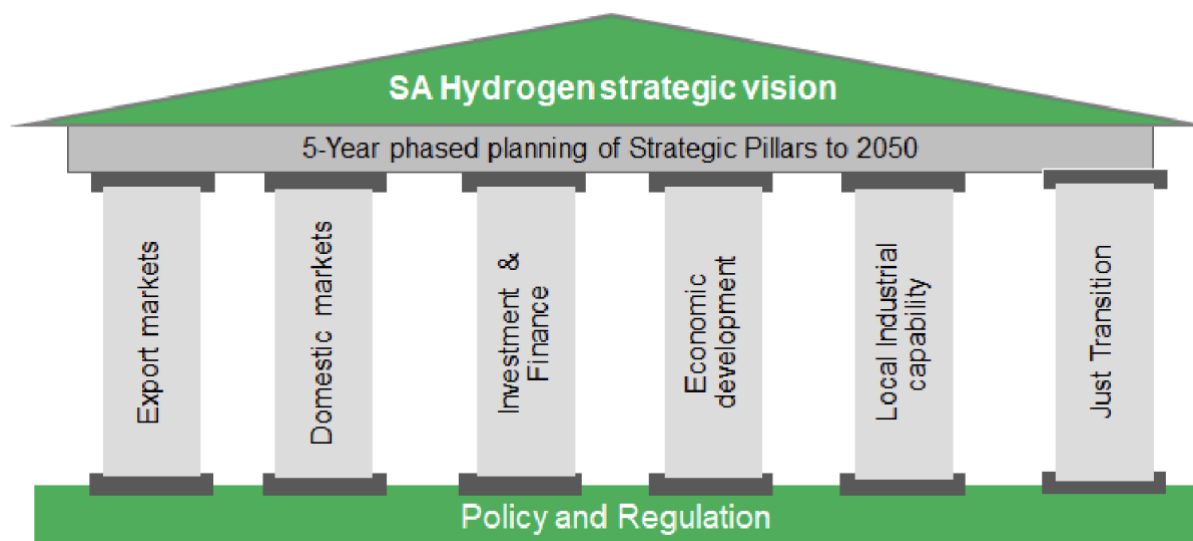 SA Hydrogen strategic vision
5-Year phased planning of Strategic Pillars to 2050
Export markets
Domestic markets
Investment &
Finance
Economic
development
Local Industrial
capability
Just Transition
Policy and Regulation